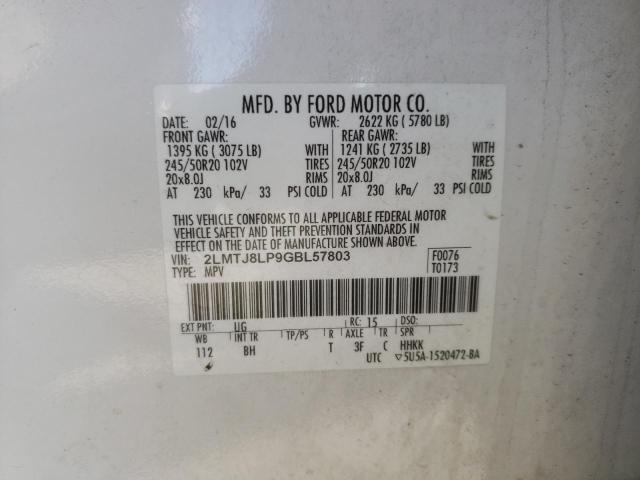 MFD. BY FORD MOTOR CO.
DATE: 02/16 GVWR: 2622 KG ( 5780 LB)
FRONT GAWR: REAR GAWR:
1395 KG ( 3075 LB) WITH 1241 KG ( 2735 LB) WITH
245/50R20 102V TIRES 245/50R20 102V TIRES
20x8.0J RIMS 20x8.0J RIMS
AT 230 kPa/ 33 PSI COLD AT 230 kPa/ 33 PSI COLD
THIS VEHICLE CONFORMS TO ALL APPLICABLE FEDERAL MOTOR
VEHICLE SAFETY AND THEFT PREVENTION STANDARDS IN
EFFECT ON THE DATE OF MANUFACTURE SHOWN ABOVE.
VIN: 2LMTJ8LP9GBL57803 F0076
TYPE: MPV T0173
EXT PNT: UG RC: 15 DSO:
WB INT TR TP/PS R AXLE TR SPR
112 BH T 3F C HHKK
UTC ▽5U5A-1520472-BA